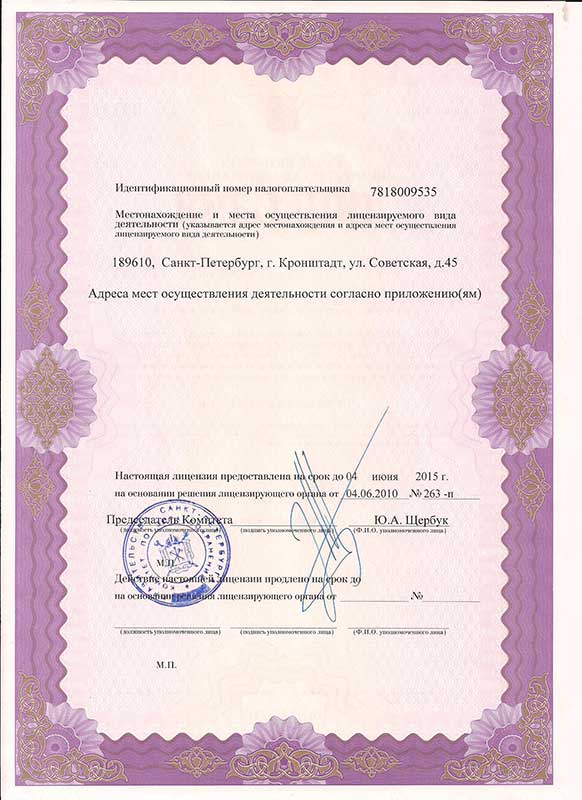 Идентификационный номер налогоплательщика 7818009535
Местонахождение и места осуществления лицензируемого вида
деятельности (указывается адрес местонахождения и адреса мест осуществления
лицензируемого вида деятельности)
189610, Санкт-Петербург, г. Кронштадт, ул. Советская, д.45
Адреса мест осуществления деятельности согласно приложению(ям)
Настоящая лицензия предоставлена на срок до 04 июня 2015 г.
на основании решения лицензирующего органа от 04.06.2010 № 263 -п
Председатель Комитета Ю.А. Щербук
(должность уполномоченного лица) (подпись уполномоченного лица) (Ф.И.О. уполномоченного лица)
М.П.
Действие настоящей лицензии продлено на срок до
на основании решения лицензирующего органа от №
(должность уполномоченного лица) (подпись уполномоченного лица) (Ф.И.О. уполномоченного лица)
М.П.